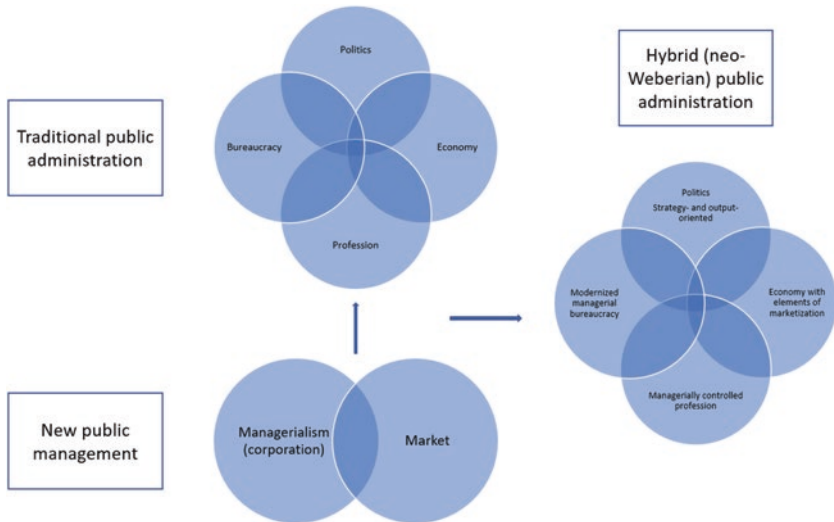 Politics
Hybrid (neo-
Weberian) public
administration
Traditional public
administration
Bureaucracy
Economy
Profession
Politics
Strategy- and output-
oriented
Modernized
managerial
bureaucracy
Economy with
elements of
marketization
Managerially controlled
profession
New public
management
Managerialism
(corporation)
Market